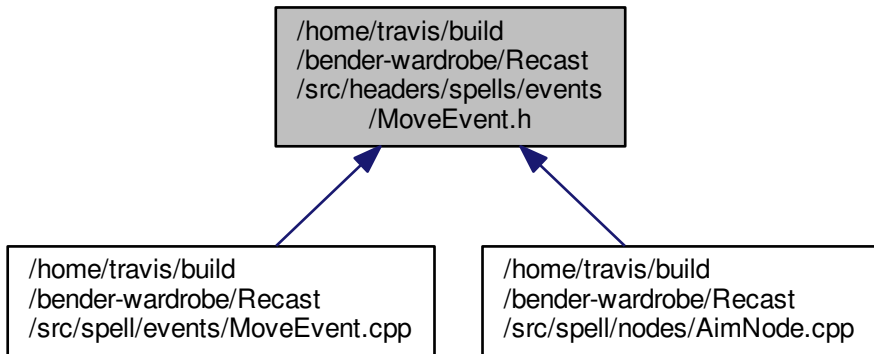 /home/travis/build
/bender-wardrobe/Recast
/src/headers/spells/events
/MoveEvent.h
/home/travis/build
/bender-wardrobe/Recast
/src/spell/events/MoveEvent.cpp
/home/travis/build
/bender-wardrobe/Recast
/src/spell/nodes/AimNode.cpp